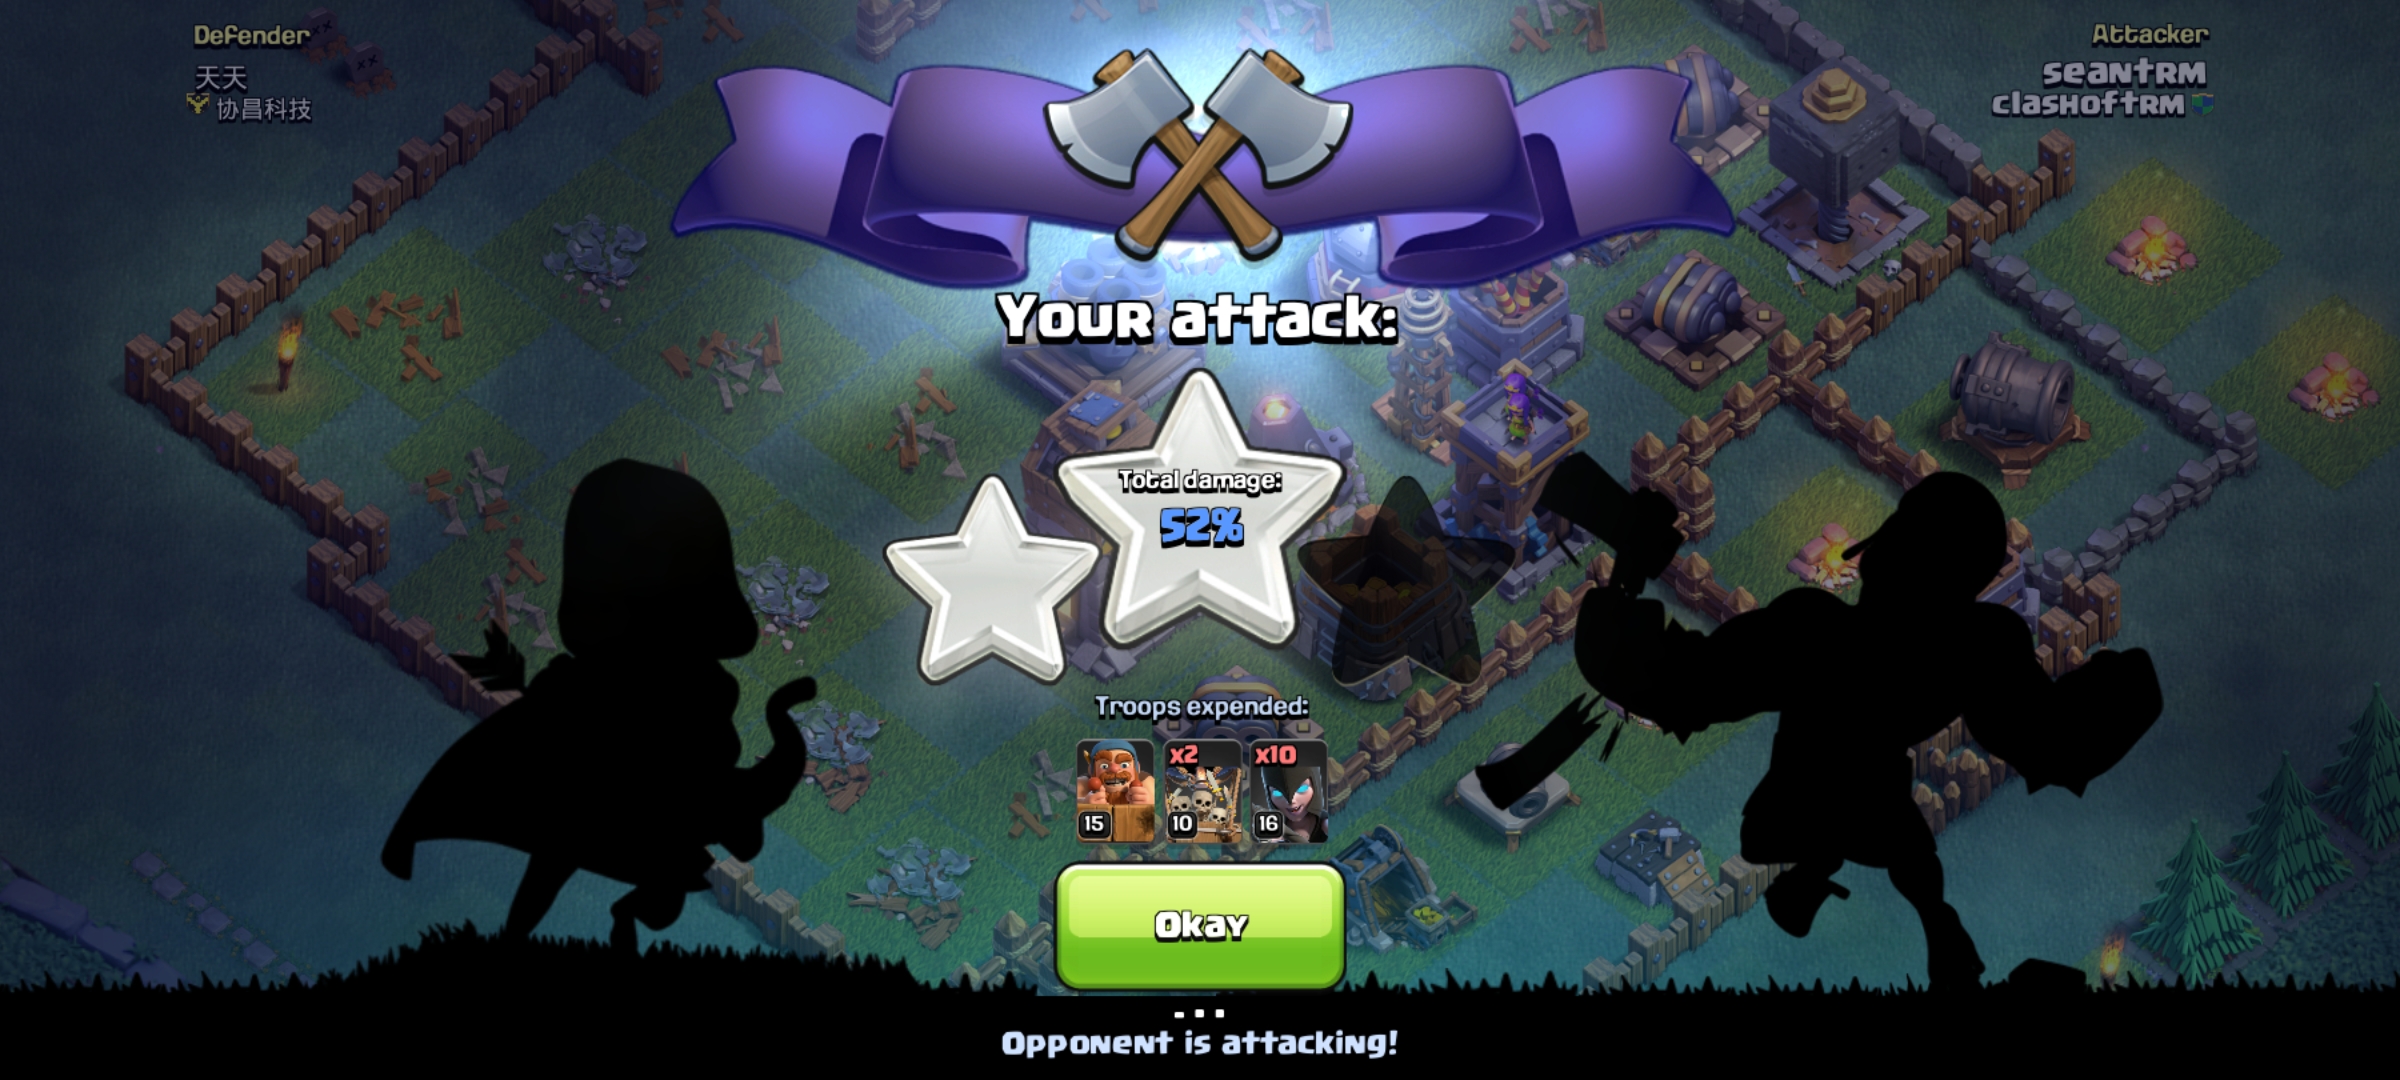 Defender
天天
协昌科技
Attacker
seantRM
clashoftRM
Your attack:
Total damage:
52%
Troops expended:
x2
x10
15
10
16
Okay
Opponent is attacking!